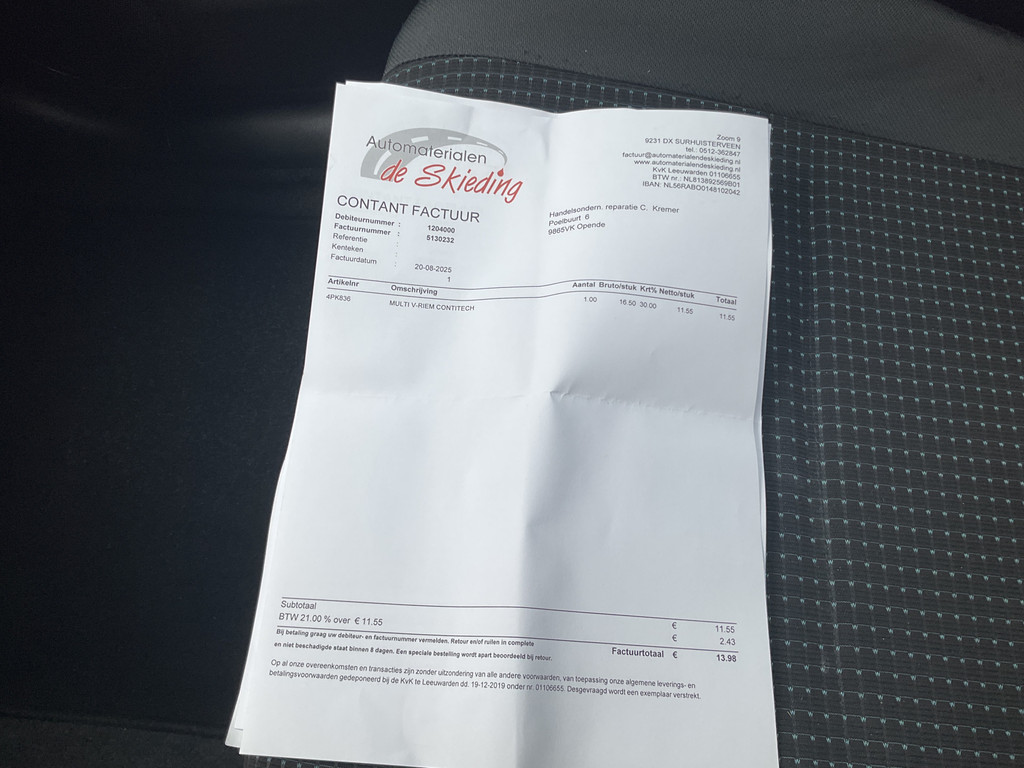 Automaterialen
de Skieding
Zoom 9
9231 DX SURHUISTERVEEN
tel.: 0512-362847
factuur@automaterialendeskieding.nl
www.automaterialendeskieding.nl
KvK Leeuwarden 01106655
BTW nr.: NL813892569B01
IBAN: NL56RABO0148102042
CONTANT FACTUUR
Debiteurnummer : 1204000
Factuurnummer : 5130232
Referentie :
Kenteken :
Factuurdatum : 20-08-2025
1
Handelsondern. reparatie C. Kremer
Poelbuurt 6
9865VK Opende
Artikelnr Omschrijving Aantal Bruto/stuk Krt% Netto/stuk Totaal
4PK836 MULTI V-RIEM CONTITECH 1.00 16.50 30.00 11.55 11.55
Subtotaal € 11.55
BTW 21.00 % over € 11.55 € 2.43
Factuurtotaal € 13.98
Bij betaling graag uw debiteur- en factuurnummer vermelden. Retour en/of ruilen in complete
en niet beschadigde staat binnen 8 dagen. Een speciale bestelling wordt apart beoordeeld bij retour.
Op al onze overeenkomsten en transacties zijn zonder uitzondering van alle andere voorwaarden, van toepassing onze algemene leverings- en
betalingsvoorwaarden gedeponeerd bij de KvK te Leeuwarden dd. 19-12-2019 onder nr. 01106655. Desgevraagd wordt een exemplaar verstrekt.